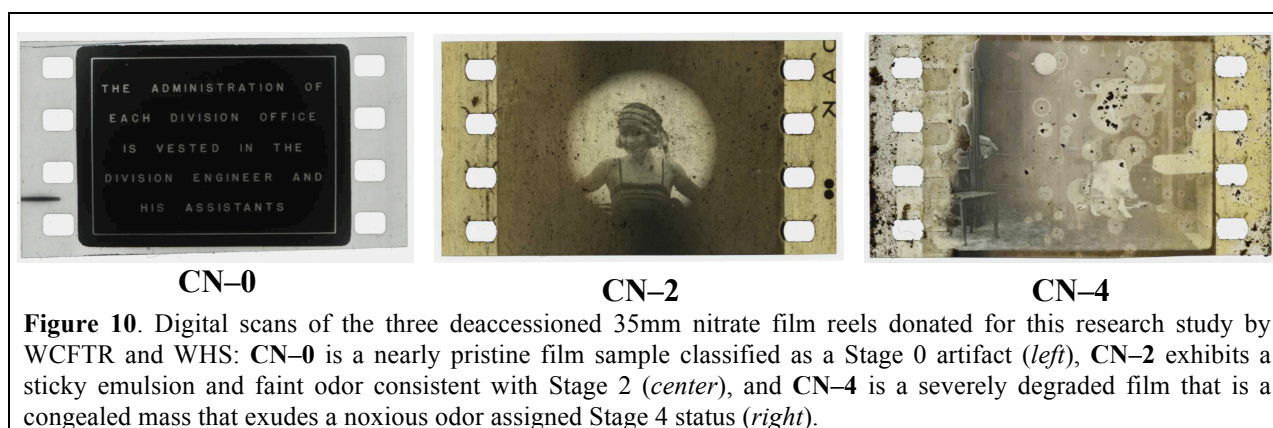 THE ADMINISTRATION OF
EACH DIVISION OFFICE
IS VESTED IN THE
DIVISION ENGINEER AND
HIS ASSISTANTS
CN–0
CN–2
CN–4
Figure 10. Digital scans of the three deaccessioned 35mm nitrate film reels donated for this research study by
WCFTR and WHS: CN–0 is a nearly pristine film sample classified as a Stage 0 artifact (left), CN–2 exhibits a
sticky emulsion and faint odor consistent with Stage 2 (center), and CN–4 is a severely degraded film that is a
congealed mass that exudes a noxious odor assigned Stage 4 status (right).